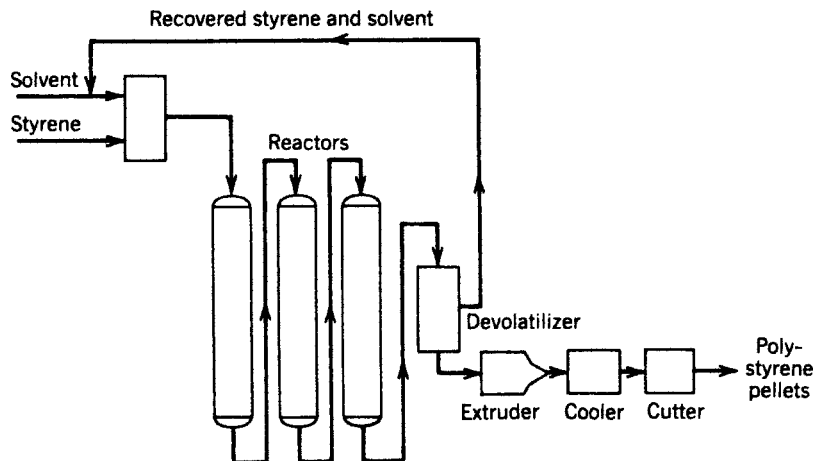 Recovered styrene and solvent
Solvent
Styrene
Reactors
Devolatilizer
Extruder
Cooler
Cutter
Poly-
styrene
pellets